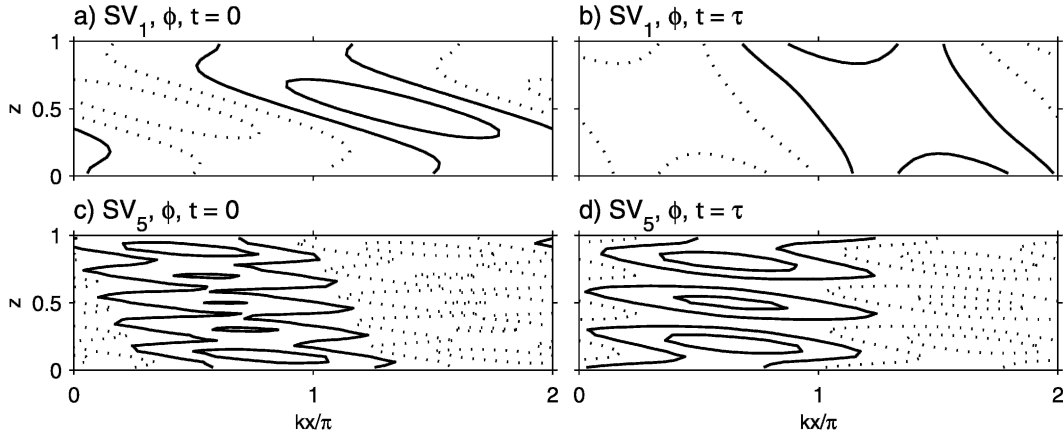 a) SV₁, ϕ, t = 0
b) SV₁, ϕ, t = τ
1
z 0.5
0
c) SV₅, ϕ, t = 0
d) SV₅, ϕ, t = τ
1
z 0.5
0
0 1 2
0 1 2
kx/π
kx/π